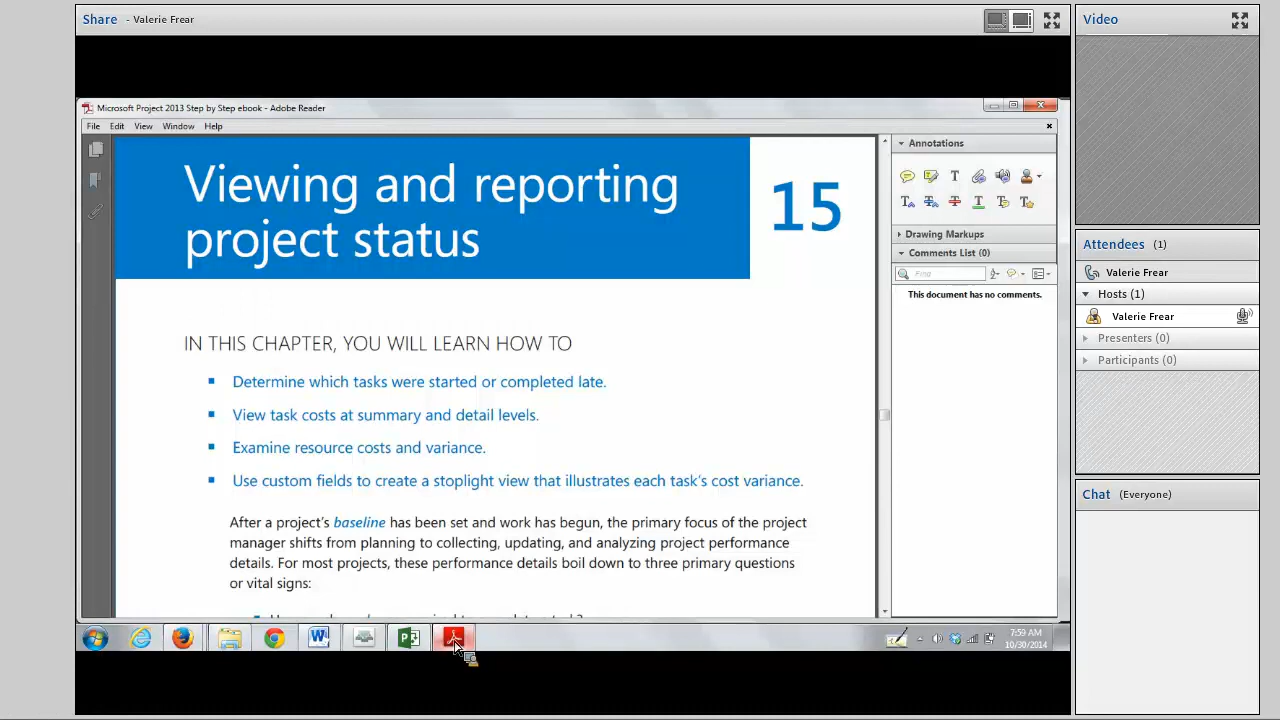 Share - Valerie Frear
Microsoft Project 2013 Step by Step ebook - Adobe Reader
File Edit View Window Help
Viewing and reporting
project status
15
IN THIS CHAPTER, YOU WILL LEARN HOW TO
Determine which tasks were started or completed late.
View task costs at summary and detail levels.
Examine resource costs and variance.
Use custom fields to create a stoplight view that illustrates each task's cost variance.
After a project's baseline has been set and work has begun, the primary focus of the project
manager shifts from planning to collecting, updating, and analyzing project performance
details. For most projects, these performance details boil down to three primary questions
or vital signs:
Annotations
Drawing Markups
Comments List (0)
Find
This document has no comments.
7:59 AM
10/30/2014
Video
Attendees (1)
Valerie Frear
Hosts (1)
Valerie Frear
Presenters (0)
Participants (0)
Chat (Everyone)